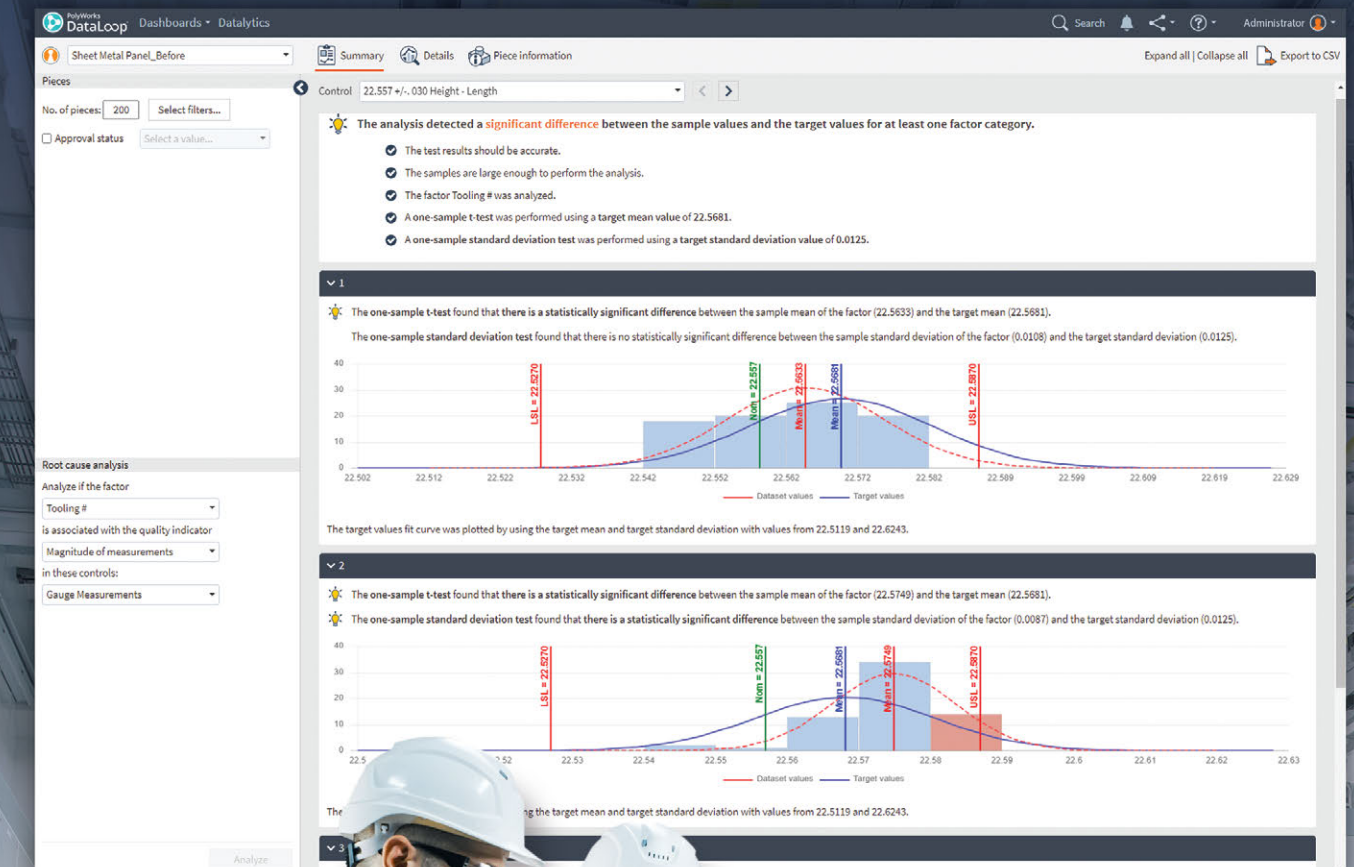 PolyWorks
DataLoop Dashboards Datalytics
Search Administrator
Sheet Metal Panel_Before
Summary Details Piece information
Expand all | Collapse all Export to CSV
Pieces
No. of pieces: 200 Select filters...
Approval status Select a value...
Control 22.557 +/-. 030 Height - Length
The analysis detected a significant difference between the sample values and the target values for at least one factor category.
The test results should be accurate.
The samples are large enough to perform the analysis.
The factor Tooling # was analyzed.
A one-sample t-test was performed using a target mean value of 22.5681.
A one-sample standard deviation test was performed using a target standard deviation value of 0.0125.
1
The one-sample t-test found that there is a statistically significant difference between the sample mean of the factor (22.5633) and the target mean (22.5681).
The one-sample standard deviation test found that there is no statistically significant difference between the sample standard deviation of the factor (0.0108) and the target standard deviation (0.0125).
40
30
20
10
0
LSL = 22.5270
Nom = 22.557
Mean = 22.5633
Mean = 22.5681
USL = 22.5870
22.502 22.512 22.522 22.532 22.542 22.552 22.562 22.572 22.582 22.589 22.599 22.609 22.619 22.629
Dataset values Target values
The target values fit curve was plotted by using the target mean and target standard deviation with values from 22.5119 and 22.6243.
Root cause analysis
Analyze if the factor
Tooling #
is associated with the quality indicator
Magnitude of measurements
in these controls:
Gauge Measurements
Analyze
2
The one-sample t-test found that there is a statistically significant difference between the sample mean of the factor (22.5749) and the target mean (22.5681).
The one-sample standard deviation test found that there is a statistically significant difference between the sample standard deviation of the factor (0.0087) and the target standard deviation (0.0125).
40
30
20
10
0
LSL = 22.5270
Nom = 22.557
Mean = 22.5681
Mean = 22.5749
USL = 22.5870
22.5 22.52 22.53 22.54 22.55 22.56 22.57 22.58 22.59 22.6 22.61 22.62 22.63
Dataset values Target values
the target mean and target standard deviation with values from 22.5119 and 22.6243.
3